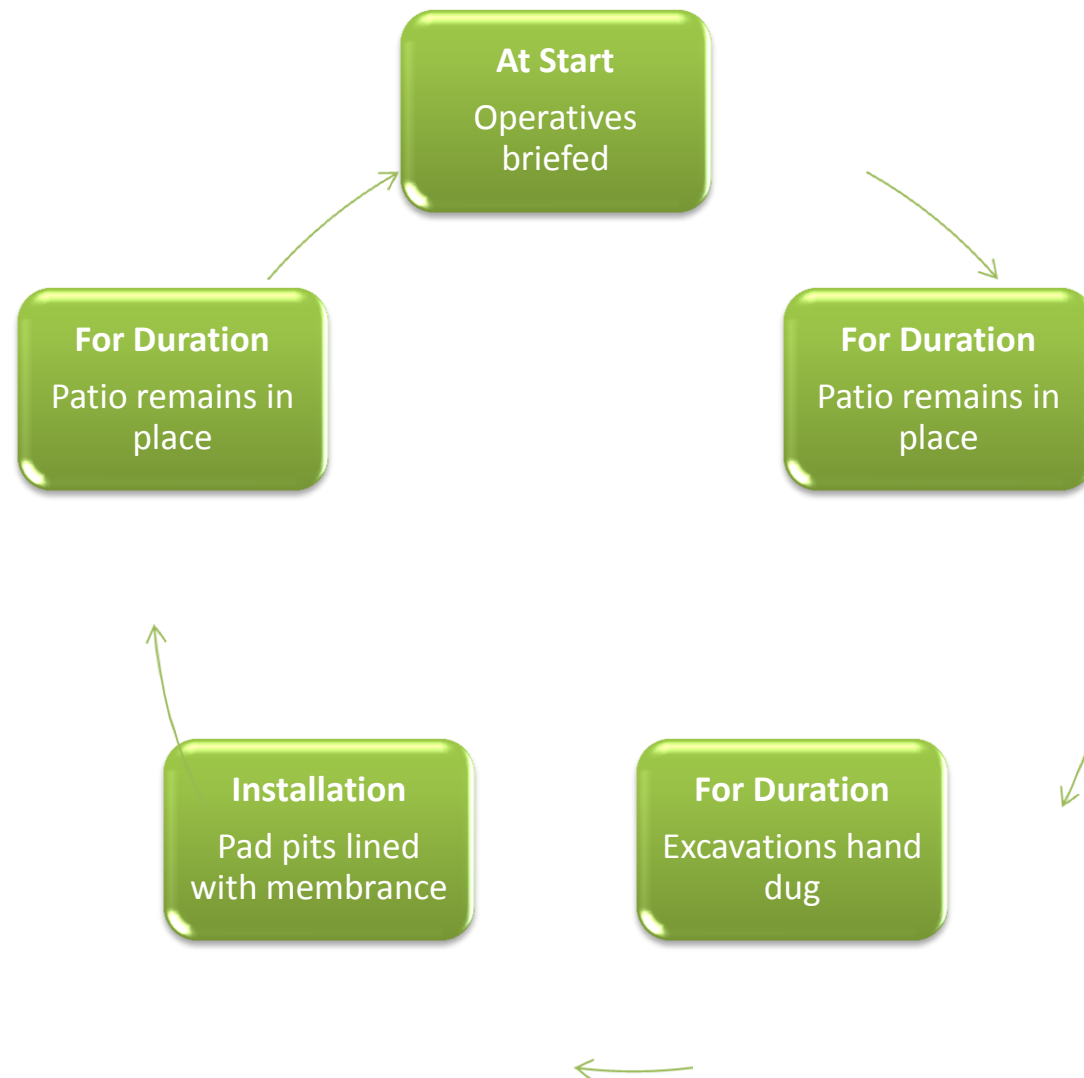 At Start
Operatives
briefed
For Duration
Patio remains in
place
For Duration
Patio remains in
place
Installation
Pad pits lined
with membrance
For Duration
Excavations hand
dug